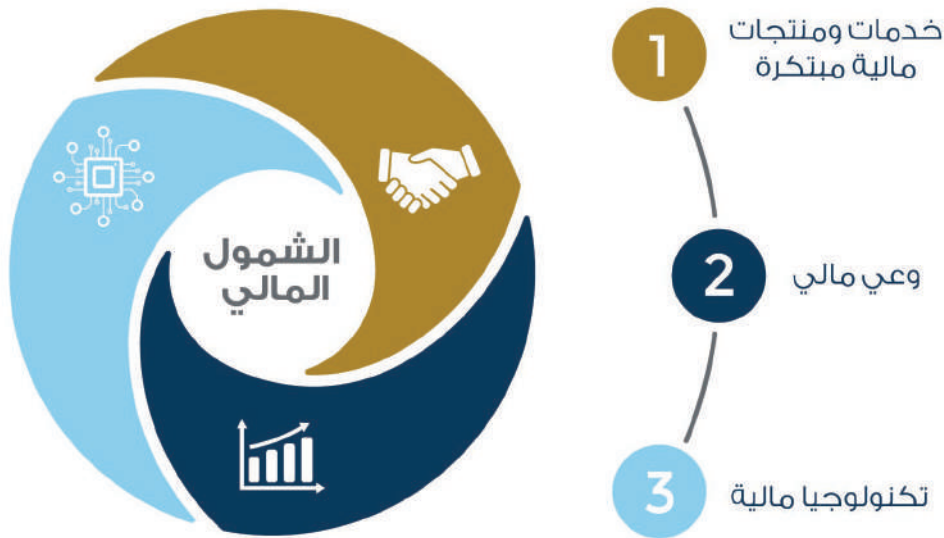 الشمول
المالي
1
خدمات ومنتجات
مالية مبتكرة
2
وعي مالي
3
تكنولوجيا مالية